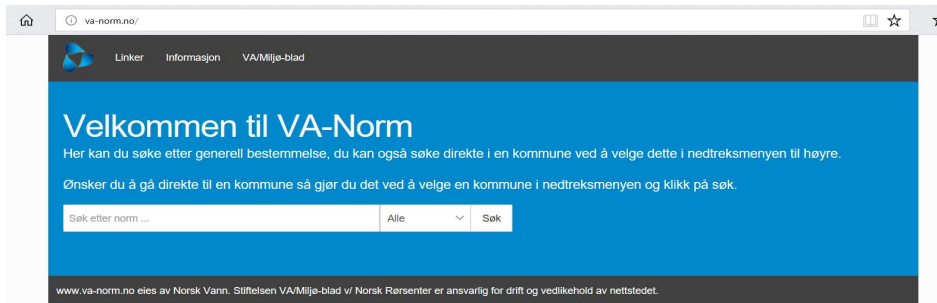 va-norm.no/
Linker Informasjon VA/Miljø-blad
Velkommen til VA-Norm
Her kan du søke etter generell bestemmelse, du kan også søke direkte i en kommune ved å velge dette i nedtreksmenyen til høyre.
Ønsker du å gå direkte til en kommune så gjør du det ved å velge en kommune i nedtreksmenyen og klikk på søk.
Søk etter norm ... Alle Søk
www.va-norm.no eies av Norsk Vann. Stiftelsen VA/Miljø-blad v/ Norsk Rørsenter er ansvarlig for drift og vedlikehold av nettstedet.